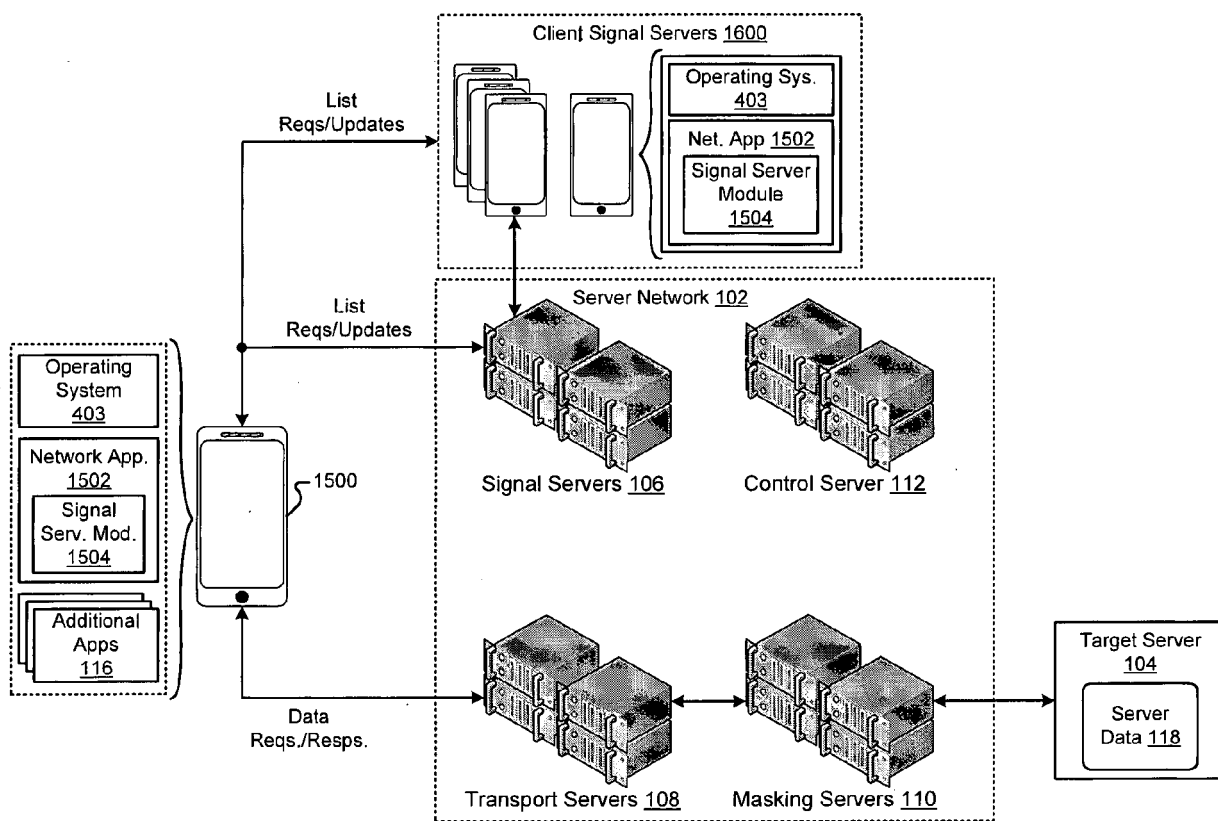 Client Signal Servers 1600
Operating Sys.
403
Net. App 1502
Signal Server
Module
1504
List
Reqs/Updates
Server Network 102
List
Reqs/Updates
Signal Servers 106
Control Server 112
Operating
System
403
Network App.
1502
Signal
Serv. Mod.
1504
Additional
Apps
116
1500
Data
Reqs./Resps.
Transport Servers 108
Masking Servers 110
Target Server
104
Server
Data 118